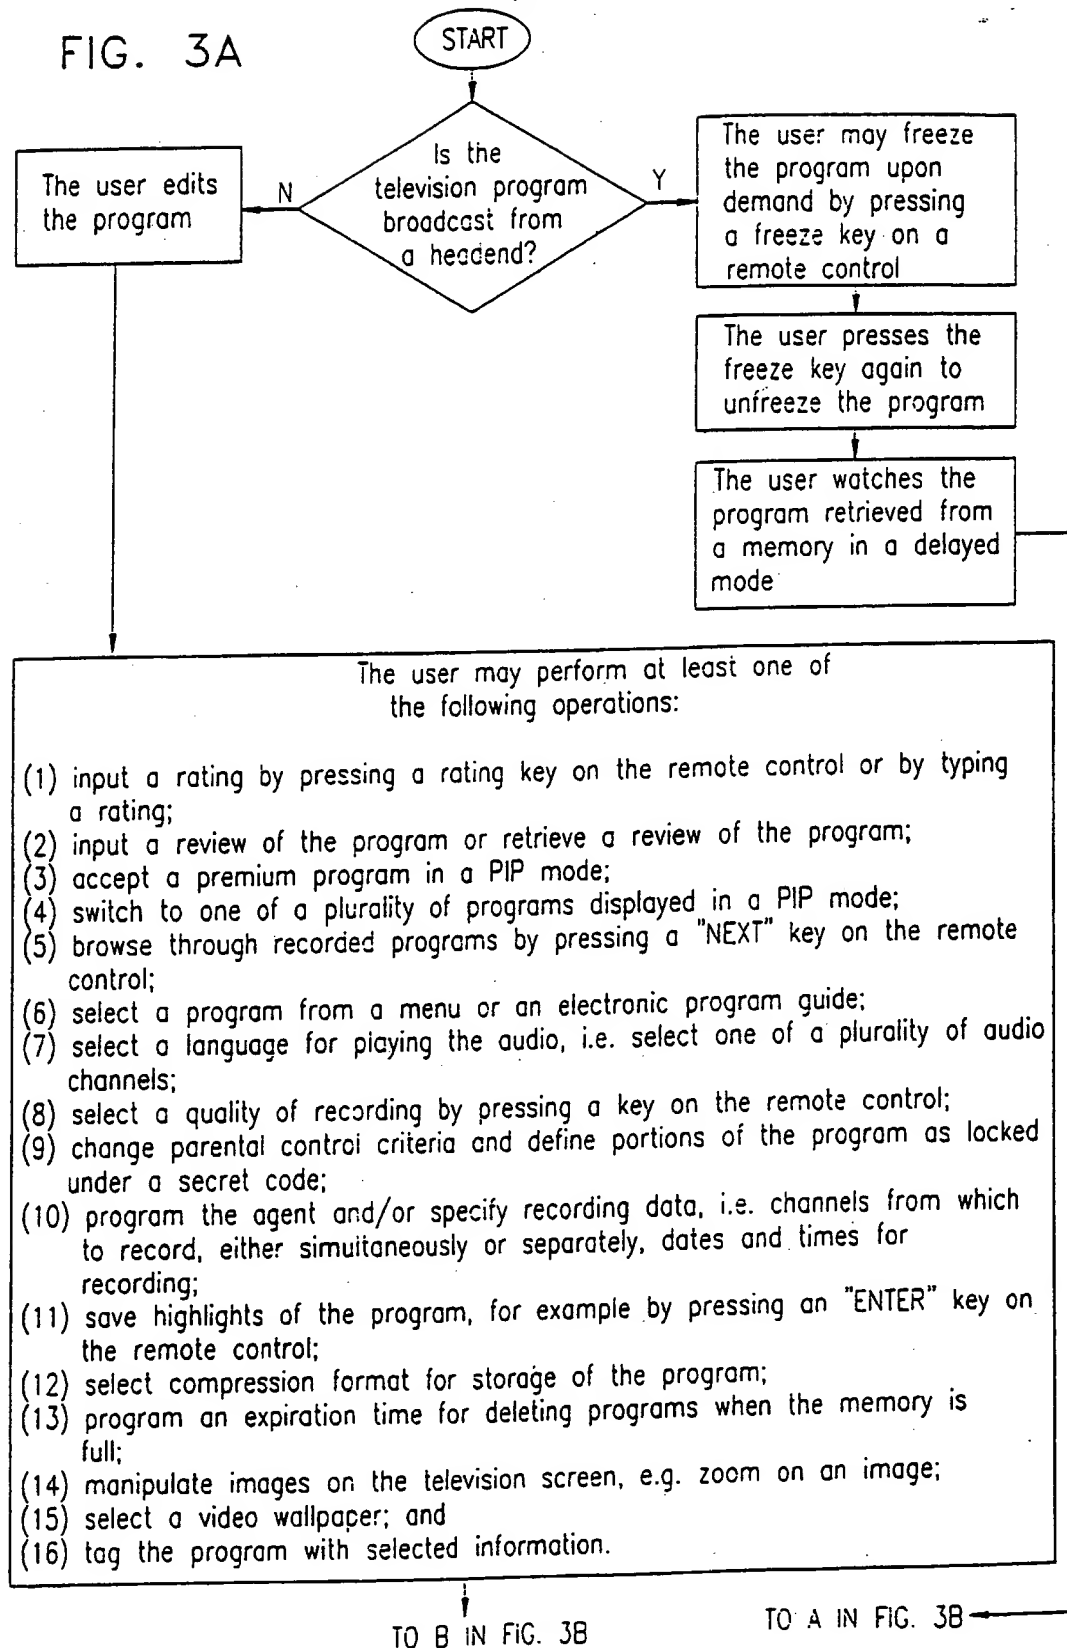 FIG. 3A
START
Is the
television program
broadcast from
a headend?
N
Y
The user edits
the program
The user may freeze
the program upon
demand by pressing
a freeze key on a
remote control
The user presses the
freeze key again to
unfreeze the program
The user watches the
program retrieved from
a memory in a delayed
mode
The user may perform at least one of
the following operations:
(1) input a rating by pressing a rating key on the remote control or by typing
a rating;
(2) input a review of the program or retrieve a review of the program;
(3) accept a premium program in a PIP mode;
(4) switch to one of a plurality of programs displayed in a PIP mode;
(5) browse through recorded programs by pressing a "NEXT" key on the remote
control;
(6) select a program from a menu or an electronic program guide;
(7) select a language for playing the audio, i.e. select one of a plurality of audio
channels;
(8) select a quality of recording by pressing a key on the remote control;
(9) change parental control criteria and define portions of the program as locked
under a secret code;
(10) program the agent and/or specify recording data, i.e. channels from which
to record, either simultaneously or separately, dates and times for
recording;
(11) save highlights of the program, for example by pressing an "ENTER" key on
the remote control;
(12) select compression format for storage of the program;
(13) program an expiration time for deleting programs when the memory is
full;
(14) manipulate images on the television screen, e.g. zoom on an image;
(15) select a video wallpaper; and
(16) tag the program with selected information.
TO B IN FIG. 3B
TO A IN FIG. 3B